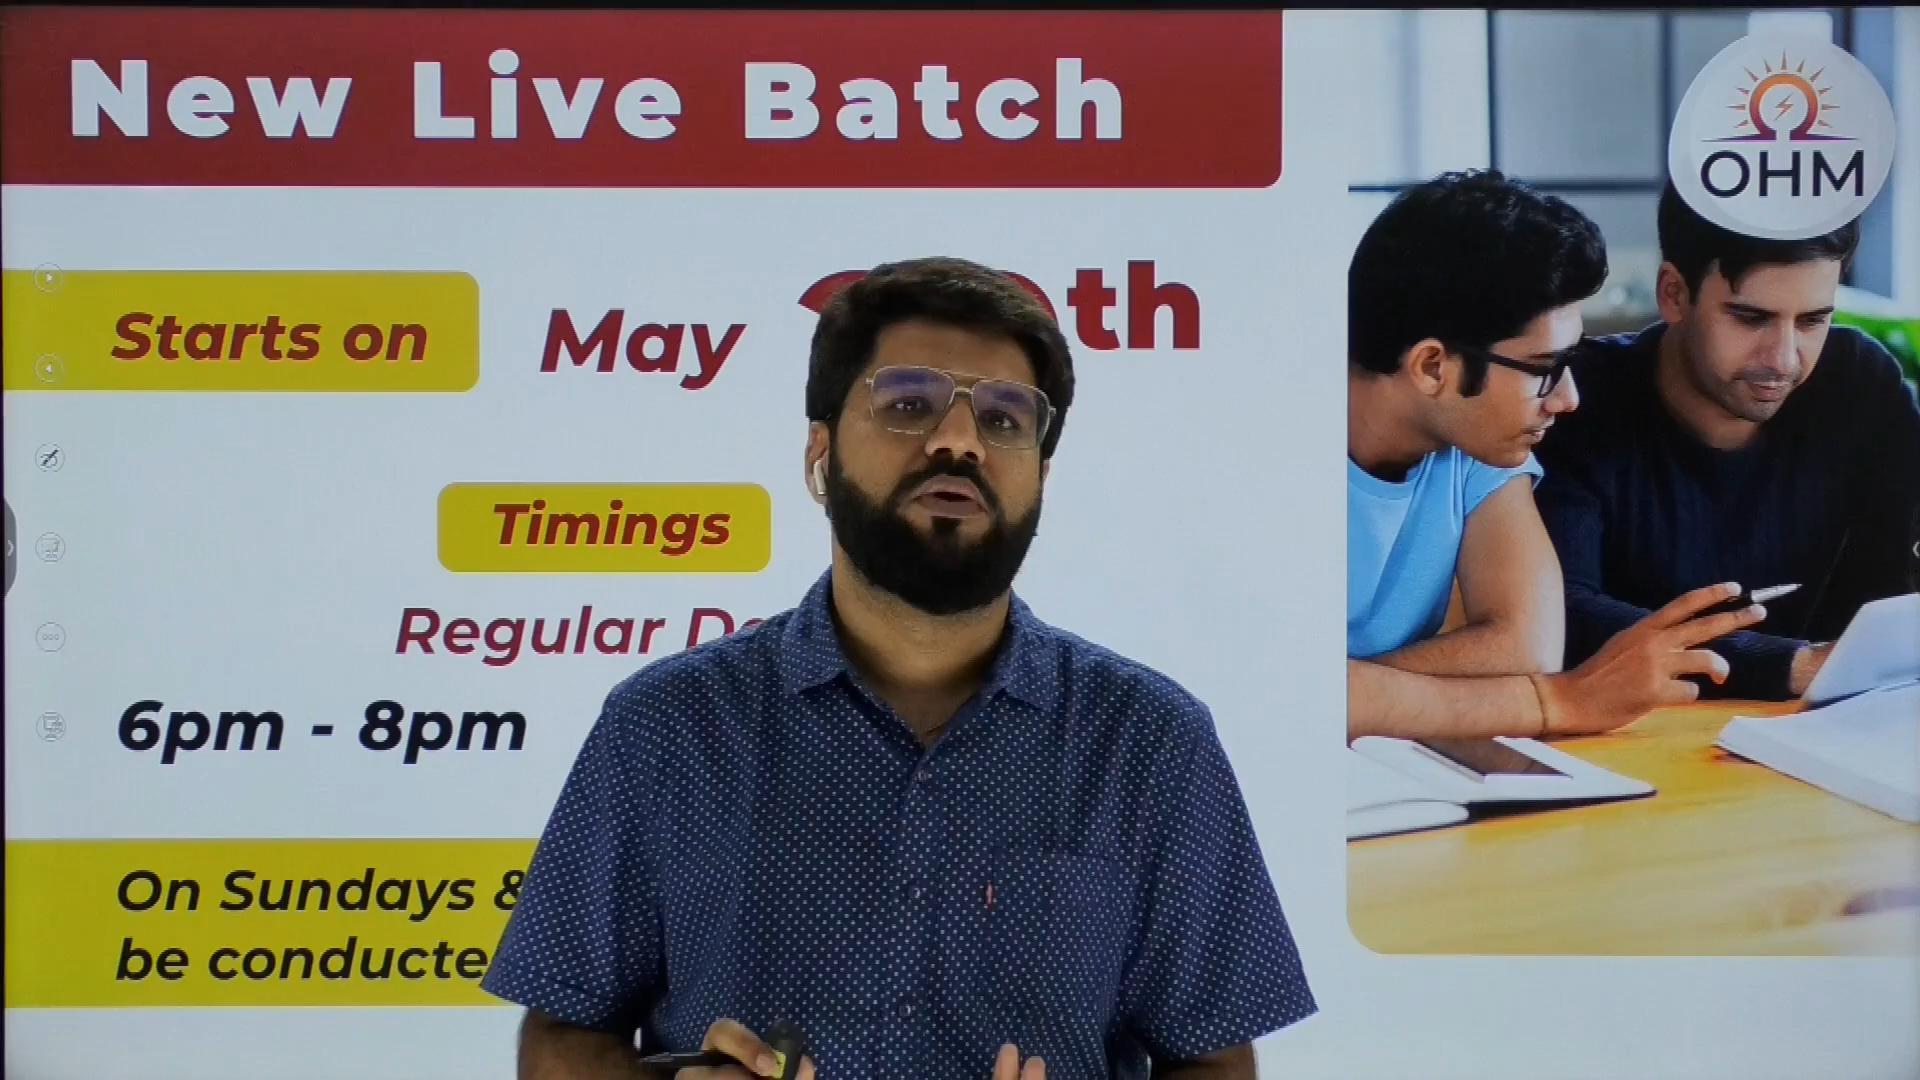 New Live Batch
OHM
Starts on May th
Timings
Regular
6pm - 8pm
On Sundays &
be conducte